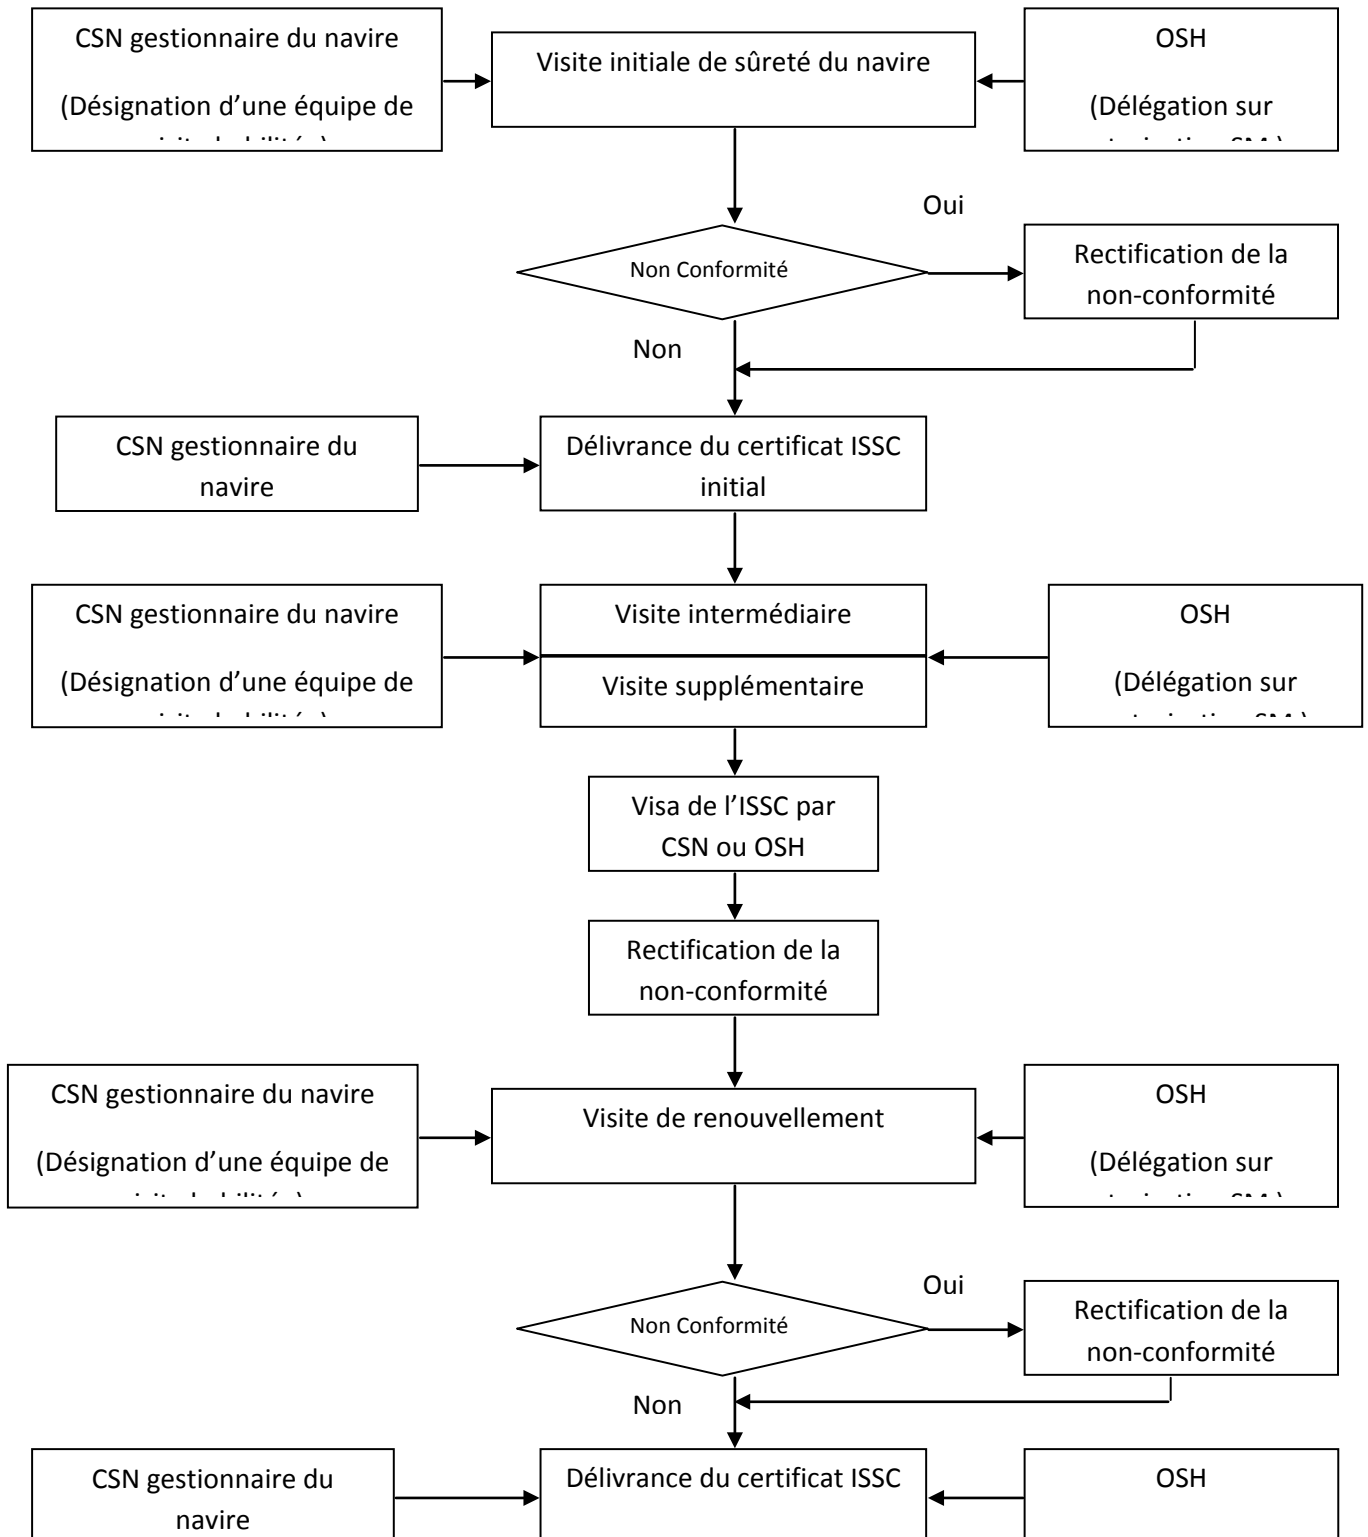 CSN gestionnaire du navire
(Désignation d’une équipe de
Visite initiale de sûreté du navire
OSH
(Délégation sur
Oui
Non Conformité
Rectification de la
non-conformité
Non
CSN gestionnaire du
navire
Délivrance du certificat ISSC
initial
CSN gestionnaire du navire
(Désignation d’une équipe de
Visite intermédiaire
Visite supplémentaire
OSH
(Délégation sur
Visa de l’ISSC par
CSN ou OSH
Rectification de la
non-conformité
CSN gestionnaire du navire
(Désignation d’une équipe de
Visite de renouvellement
OSH
(Délégation sur
Oui
Non Conformité
Rectification de la
non-conformité
Non
CSN gestionnaire du
navire
Délivrance du certificat ISSC
OSH